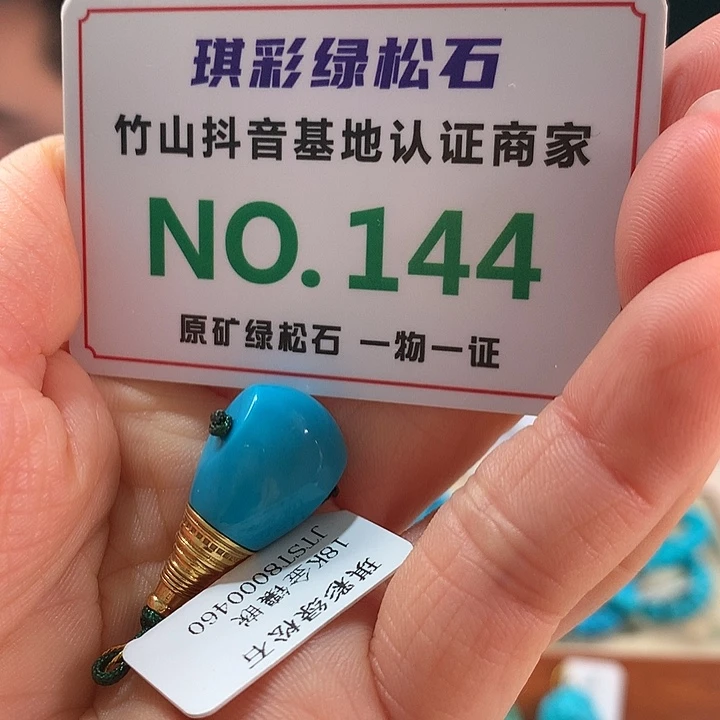 琪彩绿松石
竹山抖音基地认证商家
NO.144
原矿绿松石 一物一证
琪彩绿松石
18K金镶嵌
JTST8000460